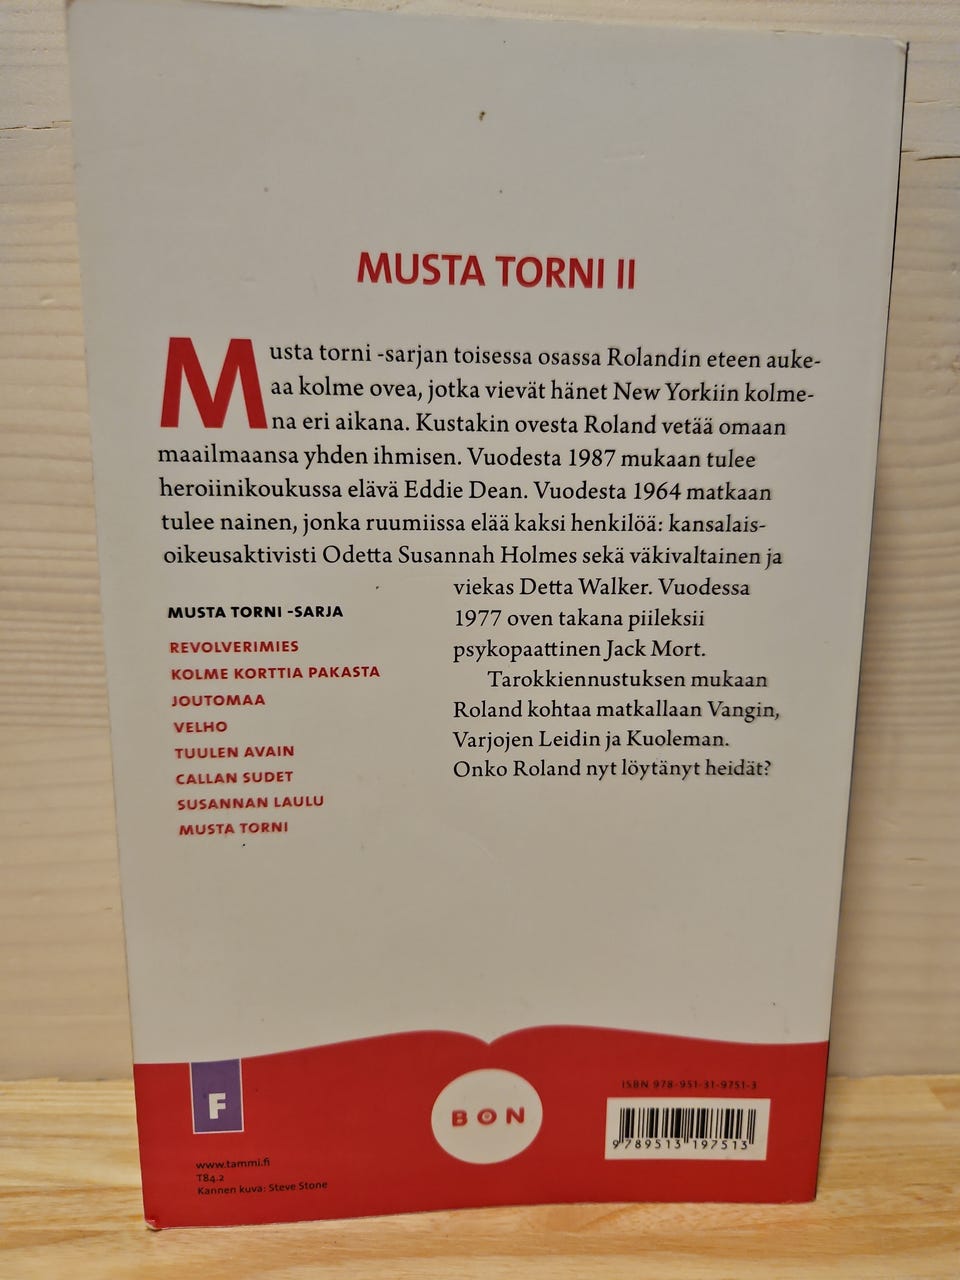 MUSTA TORNI II
Musta torni -sarjan toisessa osassa Rolandin eteen auke-
aa kolme ovea, jotka vievät hänet New Yorkiin kolme-
na eri aikana. Kustakin ovesta Roland vetää omaan
maailmaansa yhden ihmisen. Vuodesta 1987 mukaan tulee
heroiinikoukussa elävä Eddie Dean. Vuodesta 1964 matkaan
tulee nainen, jonka ruumiissa elää kaksi henkilöä: kansalais-
oikeusaktivisti Odetta Susannah Holmes sekä väkivaltainen ja
viekas Detta Walker. Vuodessa
1977 oven takana piileksii
psykopaattinen Jack Mort.
Tarokkiennustuksen mukaan
Roland kohtaa matkallaan Vangin,
Varjojen Leidin ja Kuoleman.
Onko Roland nyt löytänyt heidät?
MUSTA TORNI -SARJA
REVOLVERIMIES
KOLME KORTTIA PAKASTA
JOUTOMAA
VELHO
TUULEN AVAIN
CALLAN SUDET
SUSANNAN LAULU
MUSTA TORNI
F
www.tammi.fi
T84.2
Kannen kuva: Steve Stone
BON
ISBN 978-951-31-9751-3
9789513197513